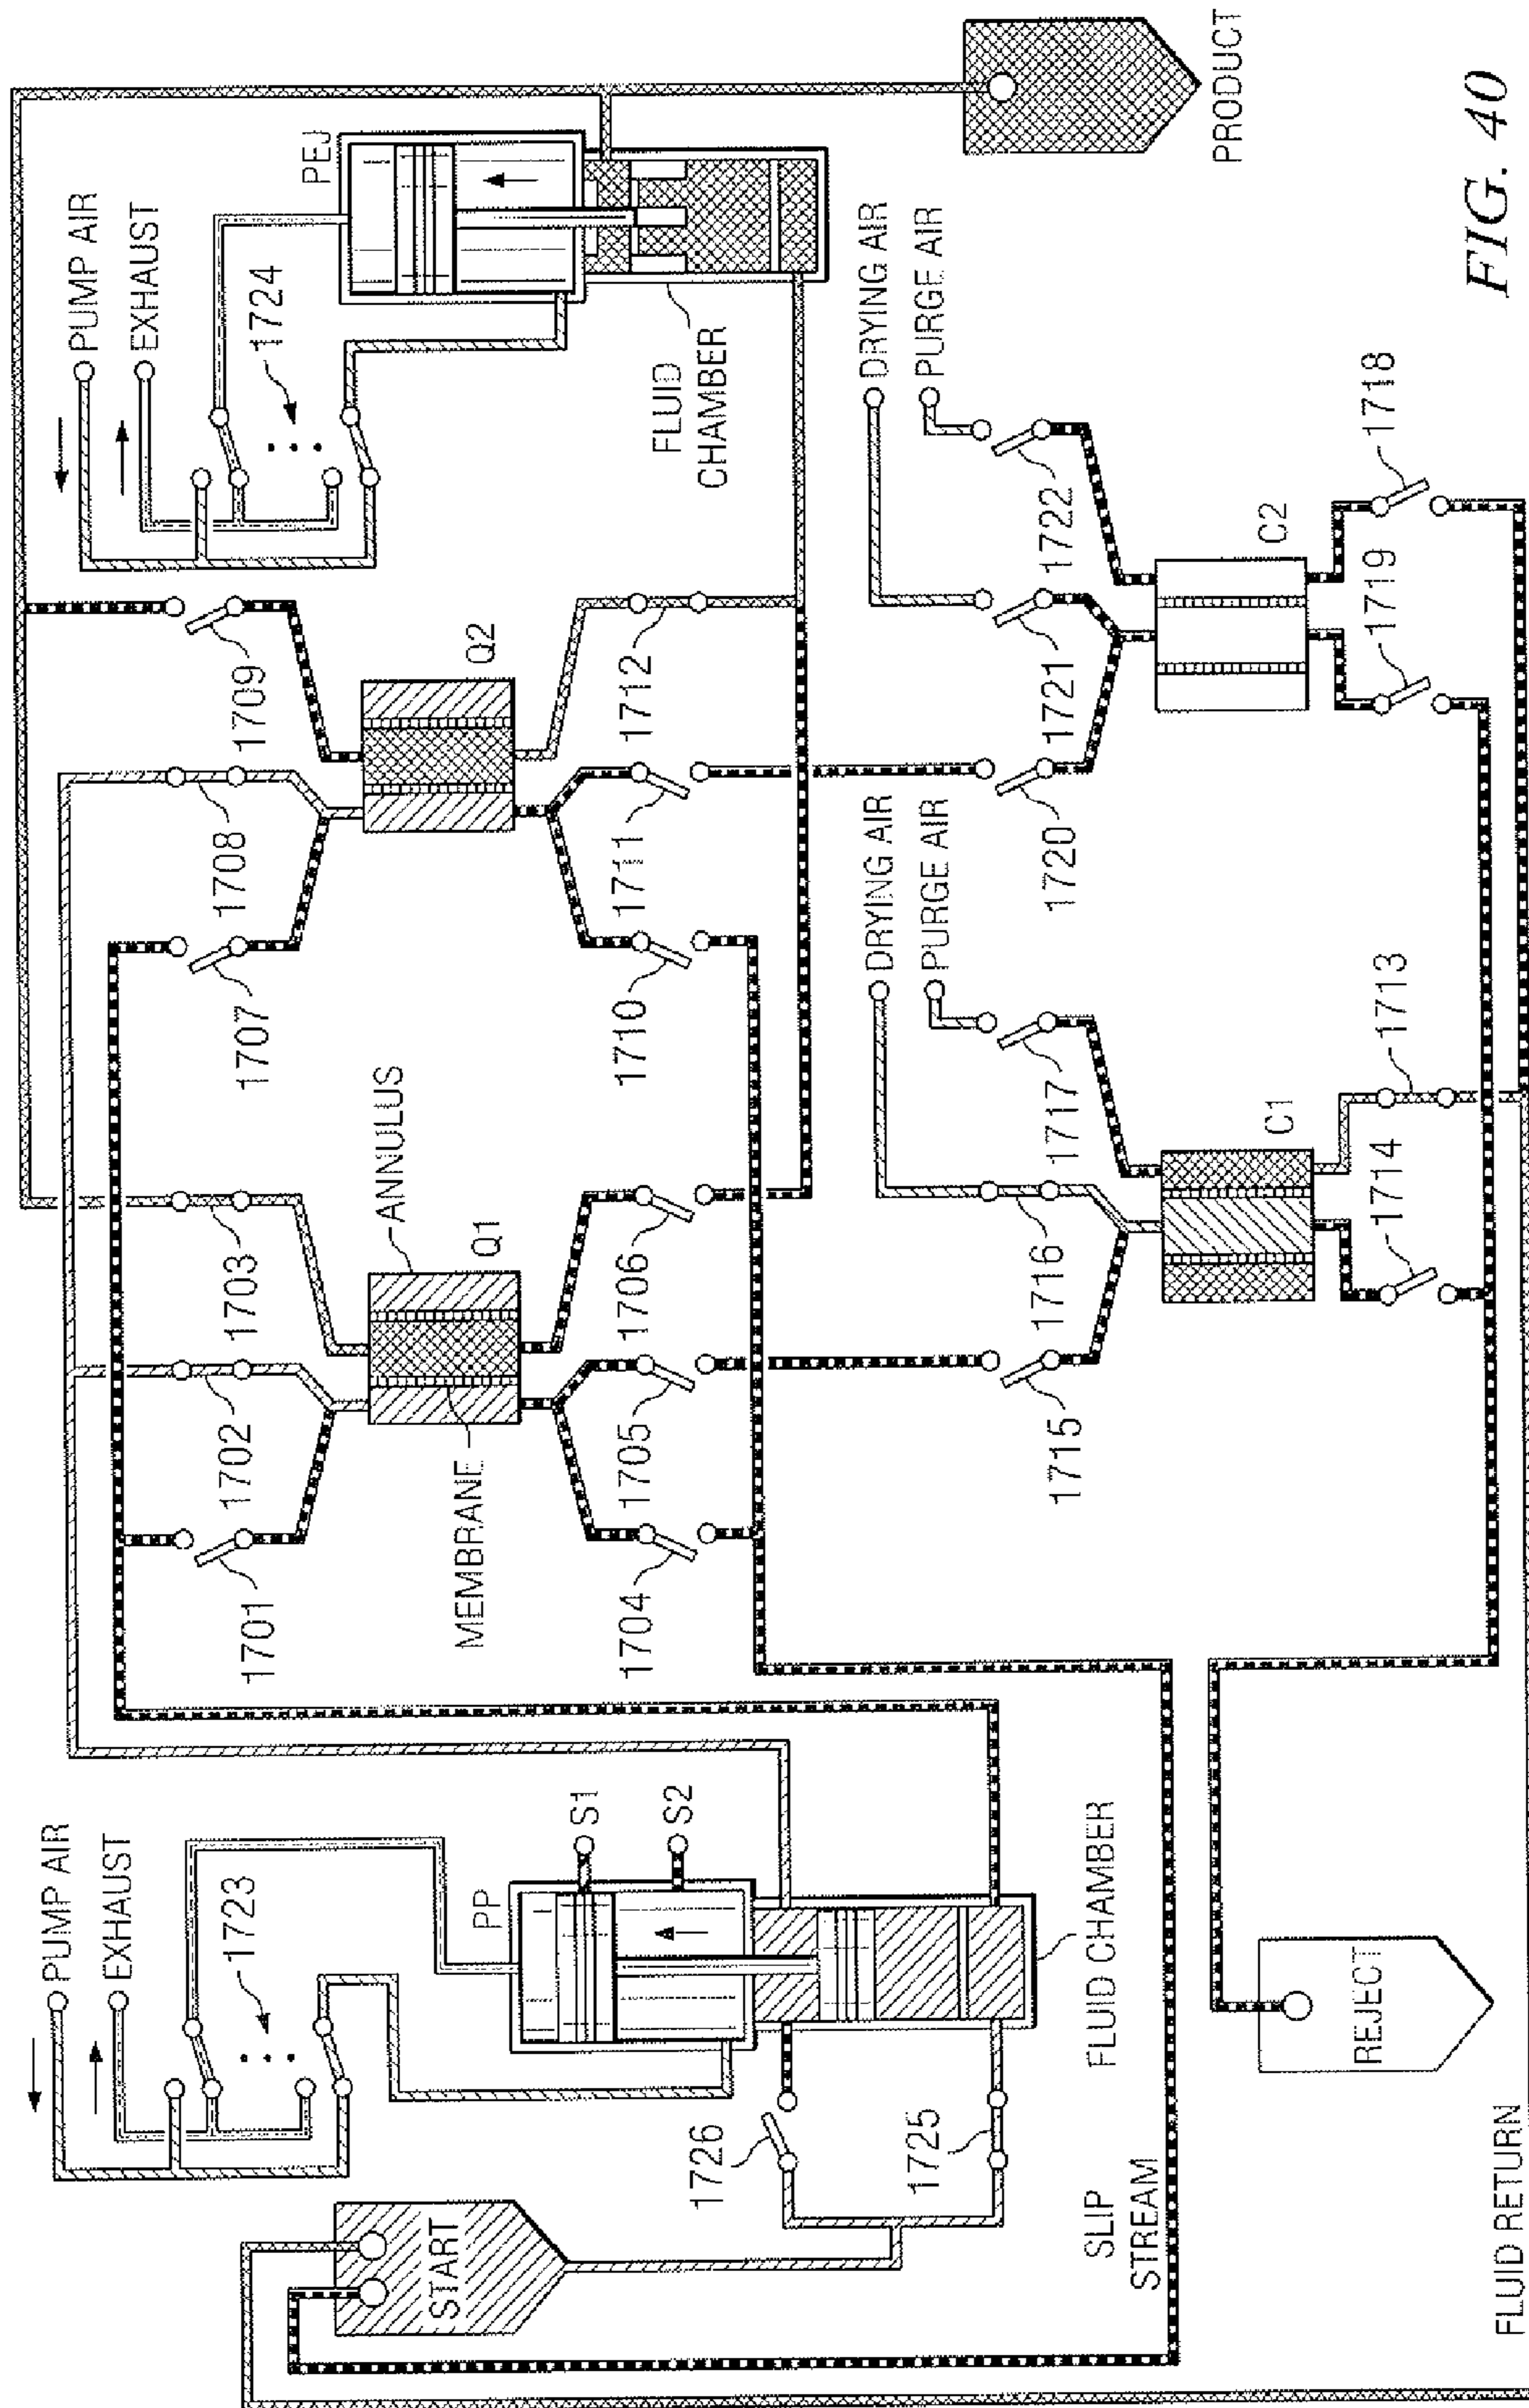 PUMP AIR
EXHAUST
1724
PEJ
FLUID
CHAMBER
PRODUCT
FIG. 40
1707
1708
1709
Q2
1710
1711
1712
1701
1702
1703
ANNULUS
Q1
MEMBRANE
1704
1705
1706
DRYING AIR
PURGE AIR
1720
1721
1722
C2
1719
1718
DRYING AIR
PURGE AIR
1715
1716
1717
C1
1714
1713
PUMP AIR
EXHAUST
1723
PP
S1
S2
FLUID CHAMBER
1726
1725
START
SLIP
STREAM
REJECT
FLUID RETURN